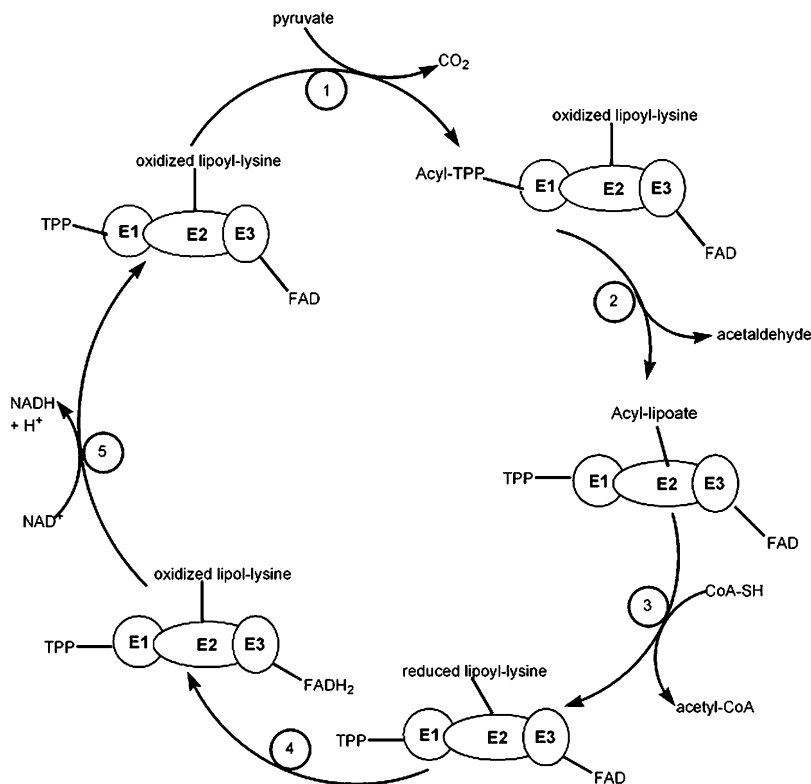 pyruvate
CO2
1
oxidized lipoyl-lysine
oxidized lipoyl-lysine
Acyl-TPP
E1
E2
E3
TPP
E1
E2
E3
FAD
FAD
2
acetaldehyde
NADH
+ H+
Acyl-lipoate
5
TPP
E1
E2
E3
NAD+
FAD
oxidized lipol-lysine
3
CoA-SH
TPP
E1
E2
E3
reduced lipoyl-lysine
FADH2
acetyl-CoA
4
TPP
E1
E2
E3
FAD